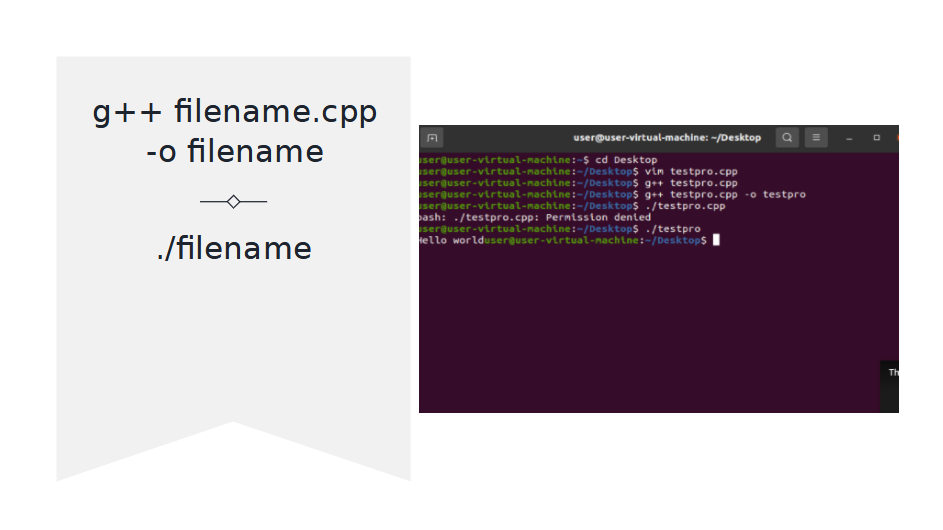 g++ filename.cpp
-o filename
./filename
user@user-virtual-machine: ~/Desktop
user@user-virtual-machine:~$ cd Desktop
user@user-virtual-machine:~/Desktop$ vim testpro.cpp
user@user-virtual-machine:~/Desktop$ g++ testpro.cpp
user@user-virtual-machine:~/Desktop$ g++ testpro.cpp -o testpro
user@user-virtual-machine:~/Desktop$ ./testpro.cpp
bash: ./testpro.cpp: Permission denied
user@user-virtual-machine:~/Desktop$ ./testpro
Hello worlduser@user-virtual-machine:~/Desktop$